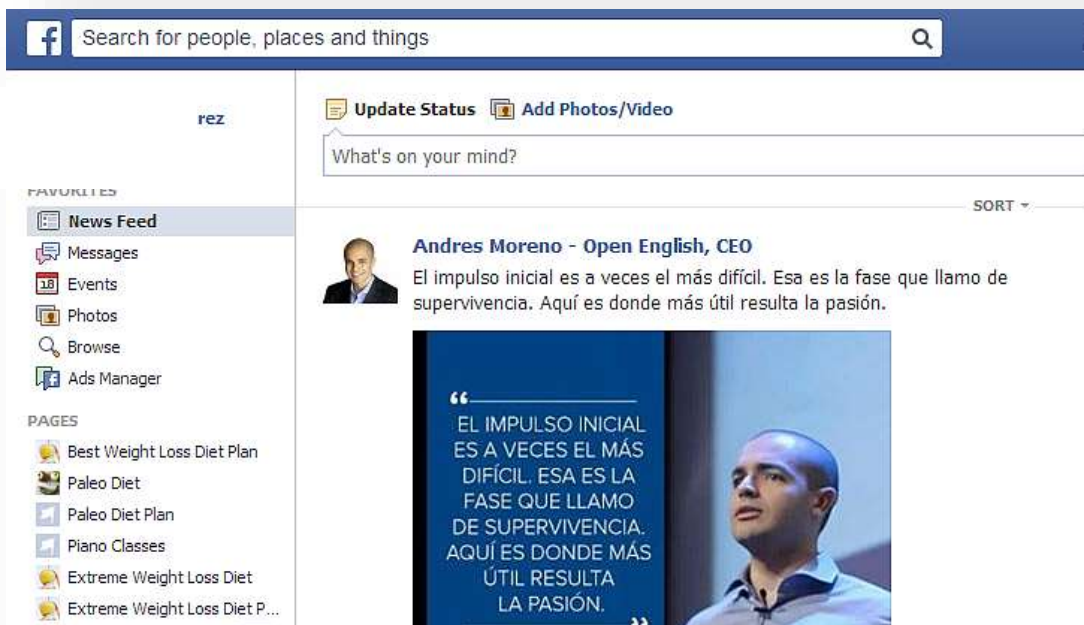 f Search for people, places and things
rez
Update Status Add Photos/Video
What's on your mind?
FAVORITES
SORT
News Feed
Messages
18 Events
Photos
Browse
Ads Manager
PAGES
Best Weight Loss Diet Plan
Paleo Diet
Paleo Diet Plan
Piano Classes
Extreme Weight Loss Diet
Extreme Weight Loss Diet P...
Andres Moreno - Open English, CEO
El impulso inicial es a veces el más difícil. Esa es la fase que llamo de
supervivencia. Aquí es donde más útil resulta la pasión.
“
EL IMPULSO INICIAL
ES A VECES EL MÁS
DIFÍCIL. ESA ES LA
FASE QUE LLAMO
DE SUPERVIVENCIA.
AQUÍ ES DONDE MÁS
ÚTIL RESULTA
LA PASIÓN.
”